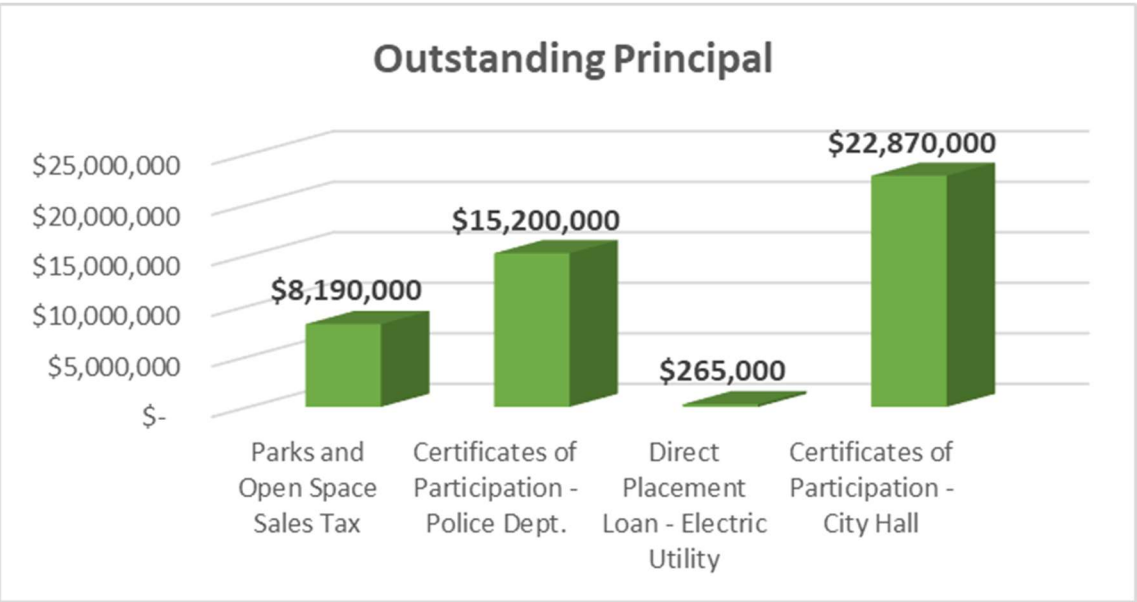 Outstanding Principal
$25,000,000
$20,000,000
$15,000,000
$10,000,000
$5,000,000
$-
$8,190,000
$15,200,000
$265,000
$22,870,000
Parks and
Open Space
Sales Tax
Certificates of
Participation -
Police Dept.
Direct
Placement
Loan - Electric
Utility
Certificates of
Participation -
City Hall